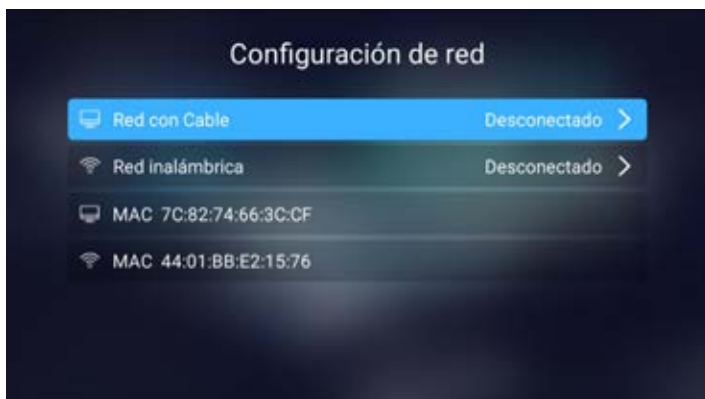 Configuración de red
Red con Cable Desconectado
Red inalámbrica Desconectado
MAC 7C:82:74:66:3C:CF
MAC 44:01:BB:E2:15:76